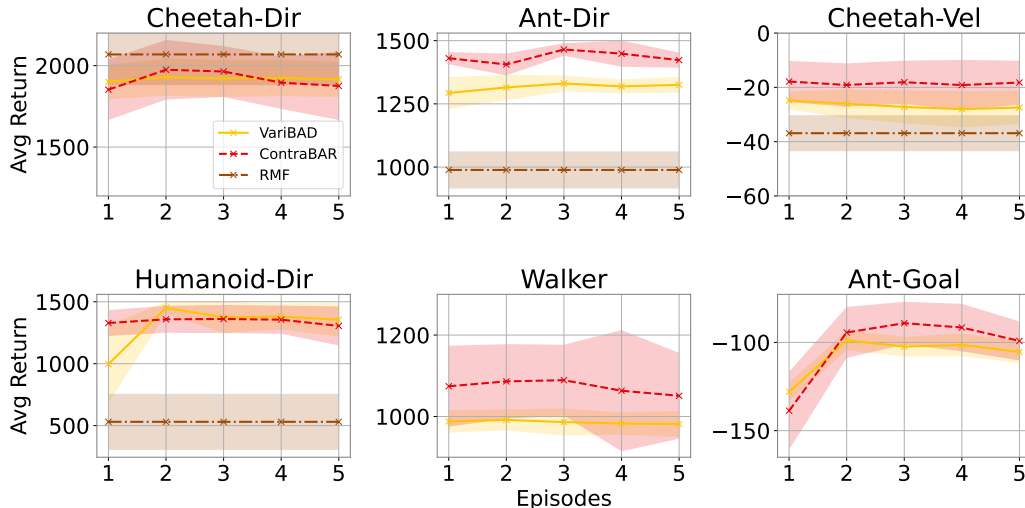 Cheetah-Dir
Ant-Dir
Cheetah-Vel
Avg Return
2000
1500
1 2 3 4 5
VariBAD
ContraBAR
RMF
1500
1250
1000
1 2 3 4 5
0
−20
−40
−60
1 2 3 4 5
Humanoid-Dir
Walker
Ant-Goal
Avg Return
1500
1000
500
1 2 3 4 5
1200
1000
1 2 3 4 5
Episodes
−100
−150
1 2 3 4 5